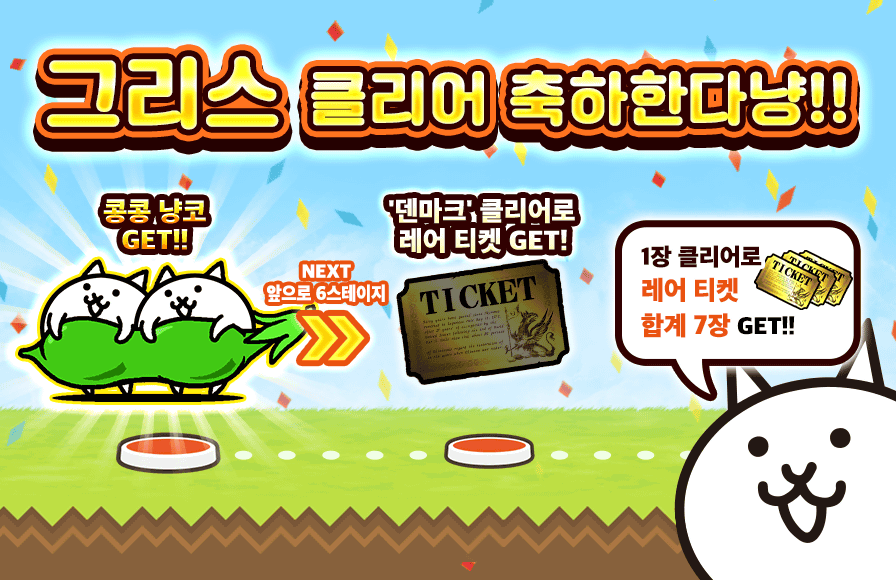 그리스 클리어 축하한다냥!!
콩콩 냥코
GET!!
NEXT
앞으로 6스테이지
'덴마크' 클리어로
레어 티켓 GET!
TICKET
1장 클리어로
레어 티켓
합계 7장 GET!!
TICKET
TICKET
TICKET